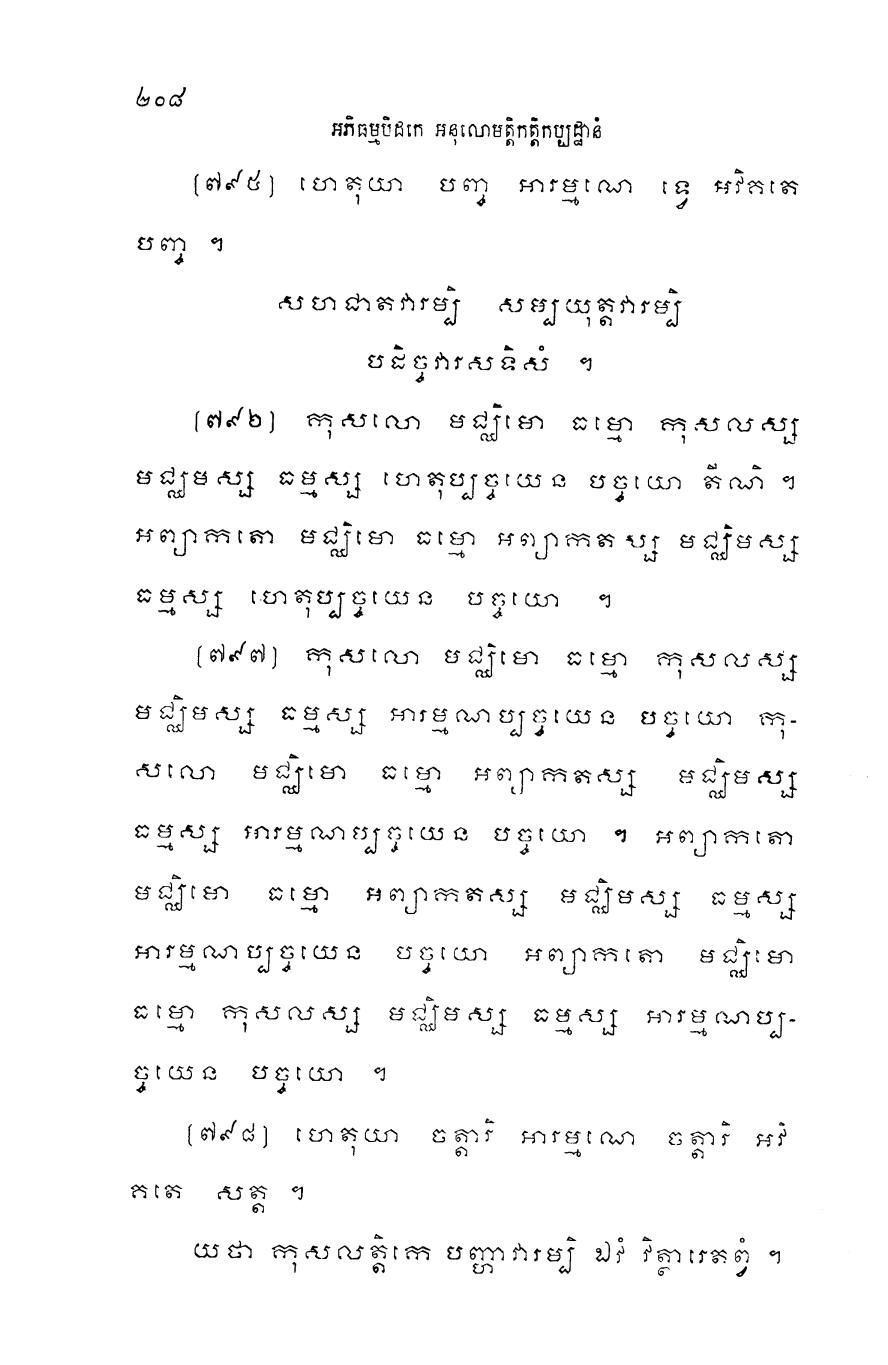 ២០៨
អភិធម្មបិដកេ អនុលោមត្តិកត្តិកប្បដ្ឋានំ
(៧៩៥) ហេតុយា បញ្ច អារម្មណេ ទ្វេ អវិគតេ
បញ្ច ។
សហជាតវារម្បិ សម្បយុត្តវារម្បិ
បដិច្ចវារសទិសំ ។
(៧៩៦) កុសលោ មជ្ឈិមោ ធម្មោ កុសលស្ស
មជ្ឈមស្ស ធម្មស្ស ហេតុប្បច្ចយេន បច្ចយោ តីណិ ។
អព្យាកតោ មជ្ឈិមោ ធម្មោ អព្យាកតស្ស មជ្ឈិមស្ស
ធម្មស្ស ហេតុប្បច្ចយេន បច្ចយោ ។
(៧៩៧) កុសលោ មជ្ឈិមោ ធម្មោ កុសលស្ស
មជ្ឈិមស្ស ធម្មស្ស អារម្មណប្បច្ចយេន បច្ចយោ កុ-
សលោ មជ្ឈិមោ ធម្មោ អព្យាកតស្ស មជ្ឈិមស្ស
ធម្មស្ស អារម្មណប្បច្ចយេន បច្ចយោ ។ អព្យាកតោ
មជ្ឈិមោ ធម្មោ អព្យាកតស្ស មជ្ឈិមស្ស ធម្មស្ស
អារម្មណប្បច្ចយេន បច្ចយោ អព្យាកតោ មជ្ឈិមោ
ធម្មោ កុសលស្ស មជ្ឈិមស្ស ធម្មស្ស អារម្មណប្ប-
ច្ចយេន បច្ចយោ ។
(៧៩៨) ហេតុយា ចត្តារិ អារម្មណេ ចត្តារិ អវិ
គតេ សត្ត ។
យថា កុសលត្តិកេ បញ្ហាវារម្បិ ឯវំ វិត្ថារេតព្វំ ។